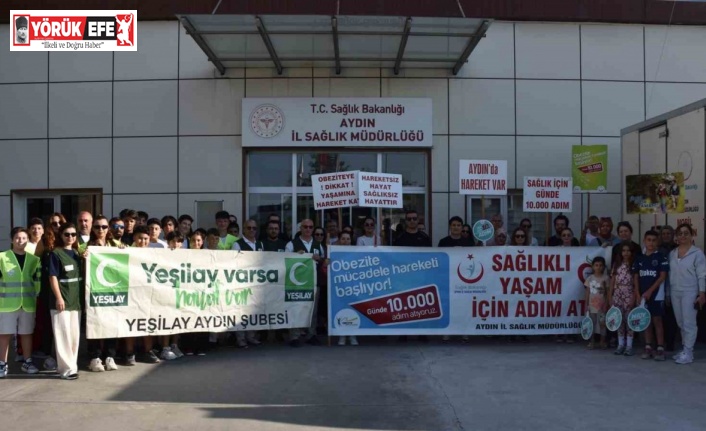 YÖRÜK EFE
"İlkeli ve Doğru Haber"
T.C. Sağlık Bakanlığı
AYDIN
İL SAĞLIK MÜDÜRLÜĞÜ
OBEZİTEYE
! DİKKAT !
YAŞAMINA
HAREKET KAT
HAREKETSİZ
HAYAT
SAĞLIKSIZ
HAYATTIR
AYDIN'da
HAREKET VAR
SAĞLIK İÇİN
GÜNDE
10.000 ADIM
10.000
YEŞİLAY
Yeşilay varsa
hayat var
YEŞİLAY AYDIN ŞUBESİ
YEŞİLAY
Obezite
mücadele hareketi
başlıyor!
Günde 10.000
adım atıyoruz.
SAĞLIKLI
YAŞAM
İÇİN ADIM AT
AYDIN İL SAĞLIK MÜDÜRLÜĞÜ
Beko